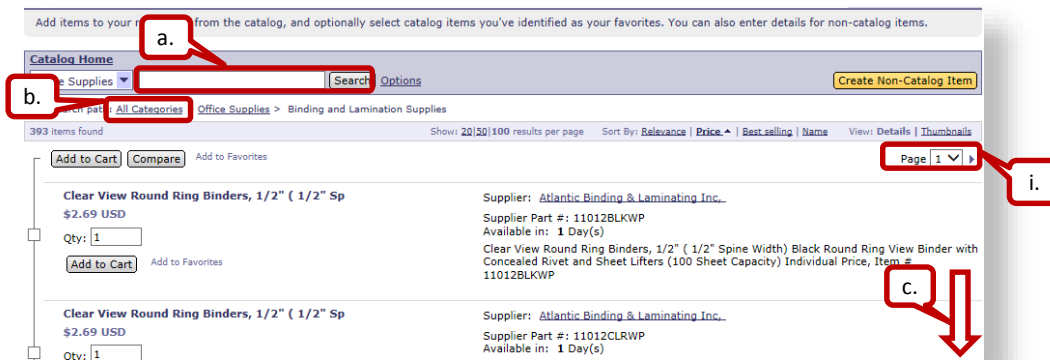 Add items to your from the catalog, and optionally select catalog items you've identified as your favorites. You can also enter details for non-catalog items.
a.
Catalog Home
Supplies Search Options Create Non-Catalog Item
b.
All Categories Office Supplies > Binding and Lamination Supplies
393 items found Show: 20|50|100 results per page Sort By: Relevance | Price | Best selling | Name View: Details | Thumbnails
Add to Cart Compare Add to Favorites Page 1
i.
Clear View Round Ring Binders, 1/2" ( 1/2" Sp Supplier: Atlantic Binding & Laminating Inc,
$2.69 USD Supplier Part #: 11012BLKWP
Qty: 1 Available in: 1 Day(s)
Clear View Round Ring Binders, 1/2" ( 1/2" Spine Width) Black Round Ring View Binder with
Add to Cart Add to Favorites Concealed Rivet and Sheet Lifters (100 Sheet Capacity) Individual Price, Item #
11012BLKWP
c.
Clear View Round Ring Binders, 1/2" ( 1/2" Sp Supplier: Atlantic Binding & Laminating Inc,
$2.69 USD Supplier Part #: 11012CLRWP
Qty: 1 Available in: 1 Day(s)